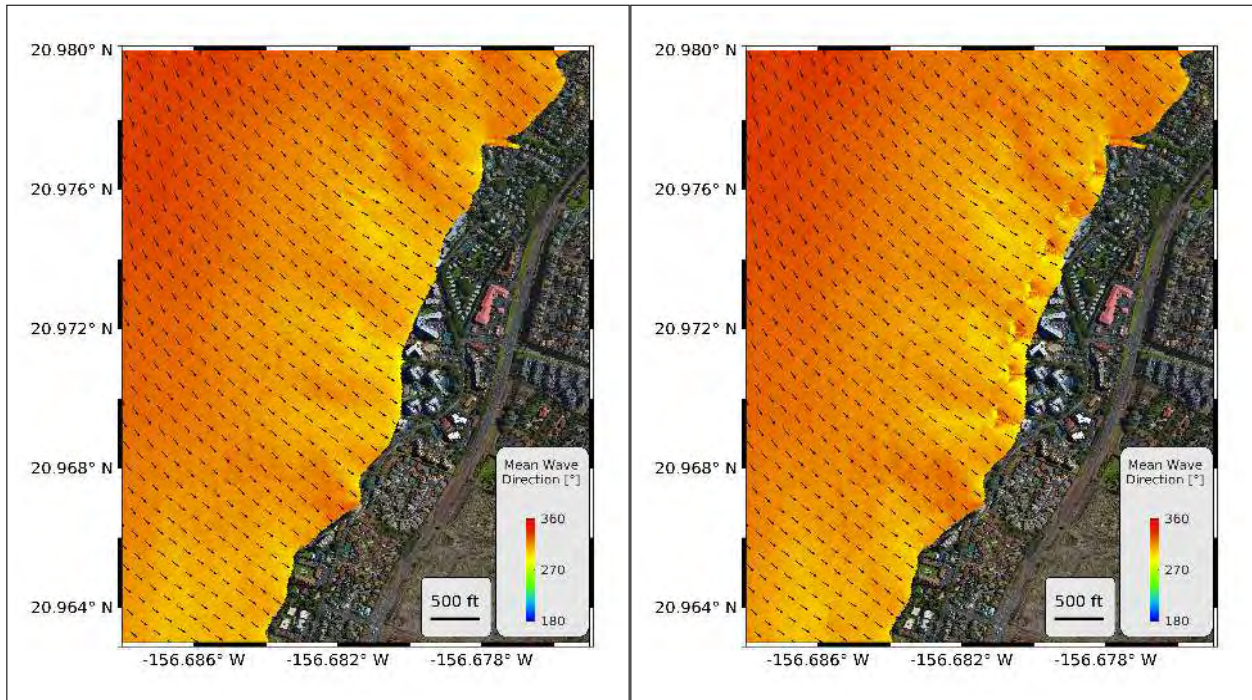 20.980° N
20.976° N
20.972° N
20.968° N
20.964° N
-156.686° W
-156.682° W
-156.678° W
Mean Wave
Direction [°]
360
270
180
500 ft
20.980° N
20.976° N
20.972° N
20.968° N
20.964° N
-156.686° W
-156.682° W
-156.678° W
Mean Wave
Direction [°]
360
270
180
500 ft